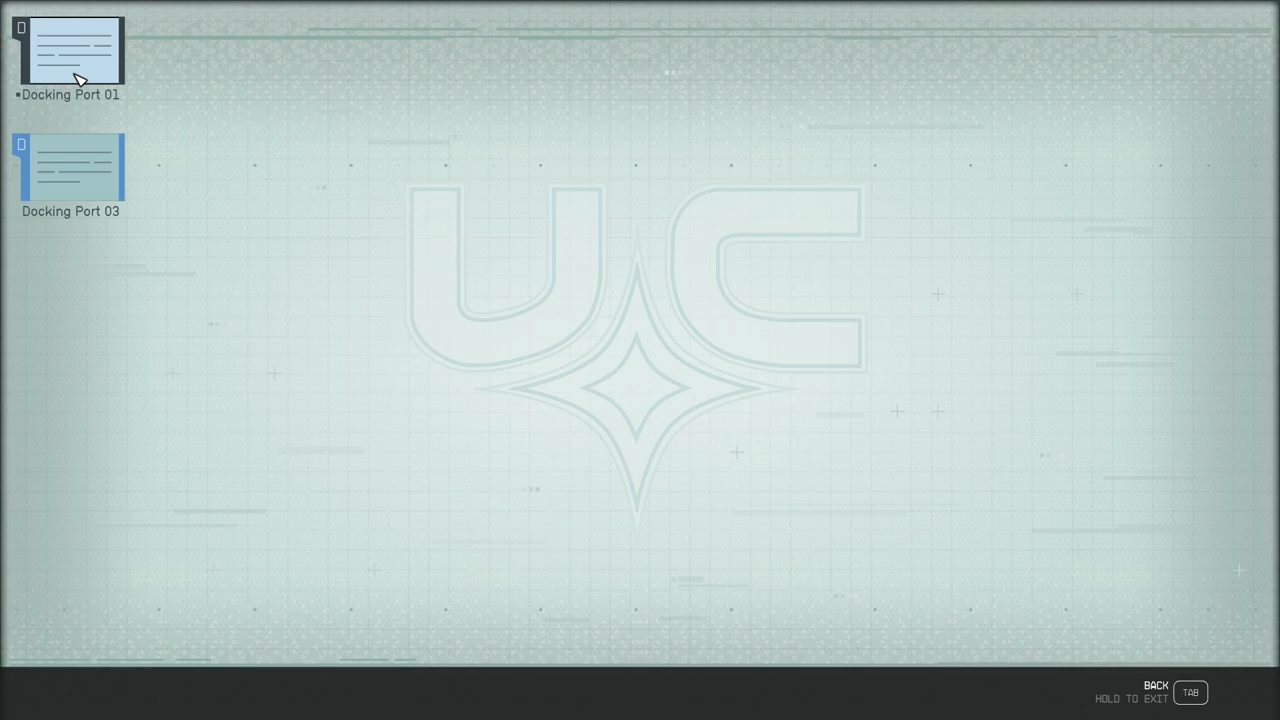 D
Docking Port 01
D
Docking Port 03
UC
BACK
HOLD TO EXIT
TAB